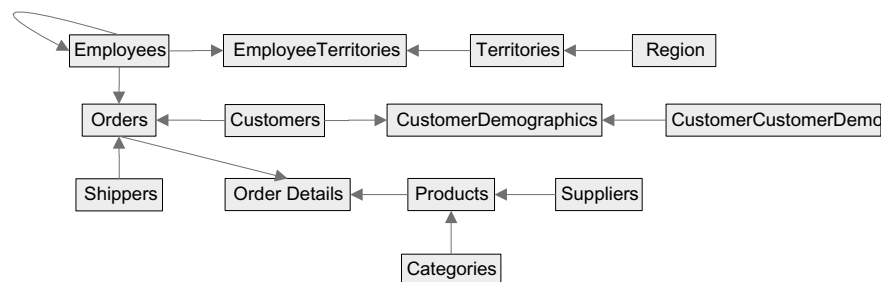 Employees EmployeeTerritories Territories Region
Orders Customers CustomerDemographics CustomerCustomerDemo
Shippers Order Details Products Suppliers
Categories